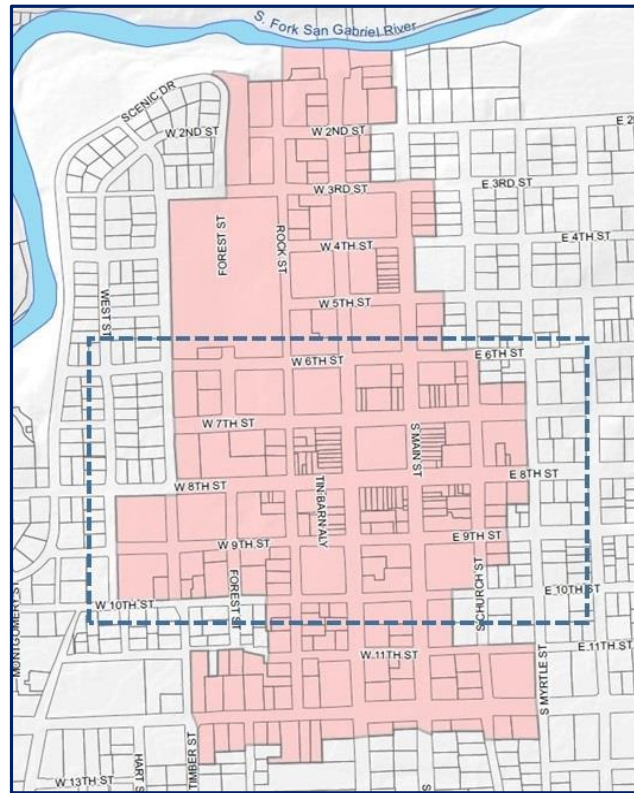 S. Fork San Gabriel River
SCENIC DR
W 2ND ST
W 2ND ST
E 2
W 3RD ST
E 3RD ST
FOREST ST
ROCK ST
W 4TH ST
E 4TH ST
WEST ST
W 5TH ST
W 6TH ST
E 6TH ST
W 7TH ST
S MAIN ST
W 8TH ST
TIN BARN ALY
E 8TH ST
W 9TH ST
E 9TH ST
FOREST ST
S CHURCH ST
W 10TH ST
E 10TH ST
MONTGOMERY ST
W 11TH ST
E 11TH ST
S MYRTLE ST
HART S
TIMBER ST
W 13TH ST
S